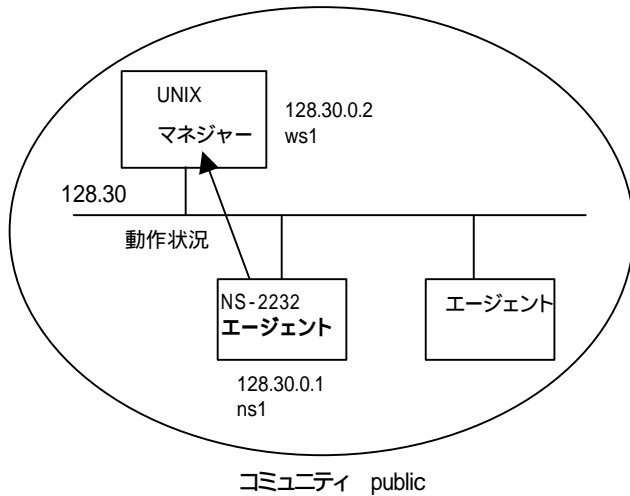 UNIX
マネジャー
128.30.0.2
ws1
128.30
動作状況
NS-2232
エージェント
エージェント
128.30.0.1
ns1
コミュニティ public